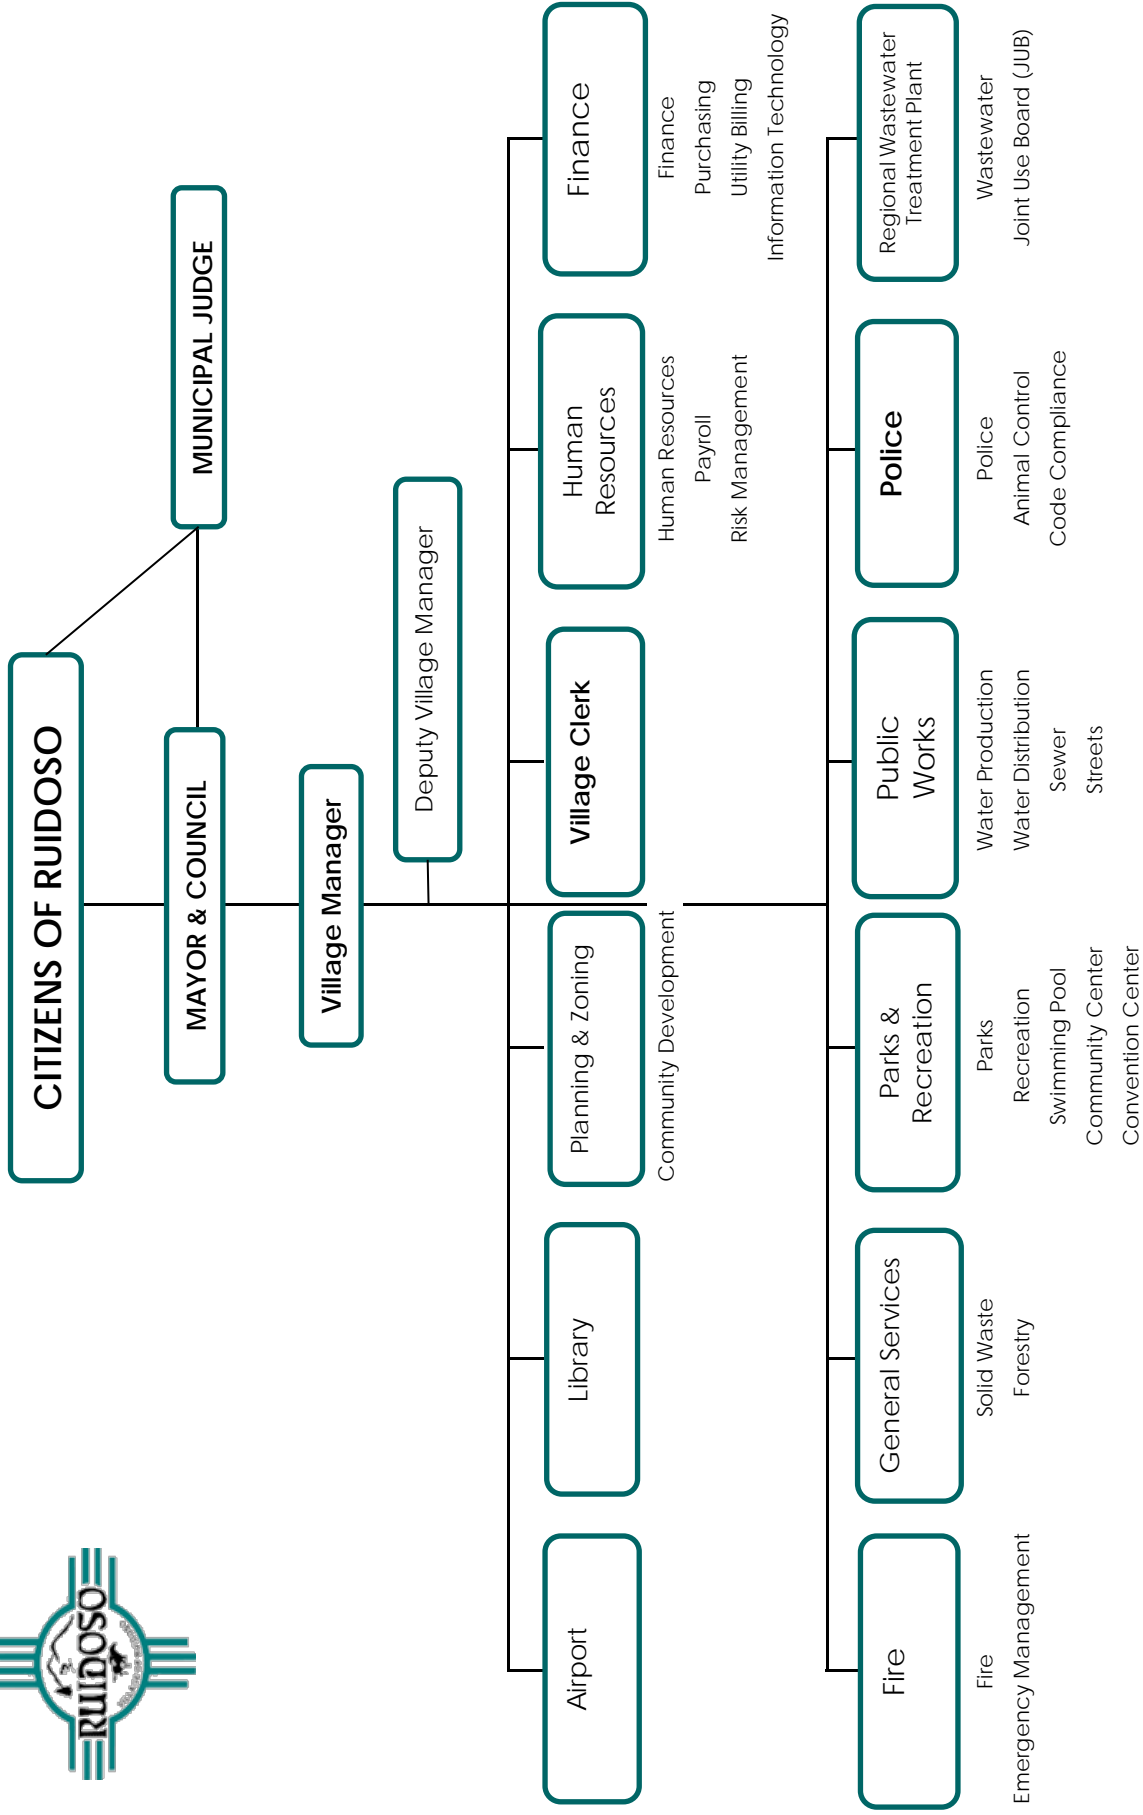 RUIDOSO
CITIZENS OF RUIDOSO
MUNICIPAL JUDGE
MAYOR & COUNCIL
Village Manager
Deputy Village Manager
Airport
Library
Planning & Zoning
Community Development
Village Clerk
Human
Resources
Human Resources
Payroll
Risk Management
Finance
Finance
Purchasing
Utility Billing
Information Technology
Fire
Fire
Emergency Management
General Services
Solid Waste
Forestry
Parks &
Recreation
Parks
Recreation
Swimming Pool
Community Center
Convention Center
Public
Works
Water Production
Water Distribution
Sewer
Streets
Police
Police
Animal Control
Code Compliance
Regional Wastewater
Treatment Plant
Wastewater
Joint Use Board (JUB)